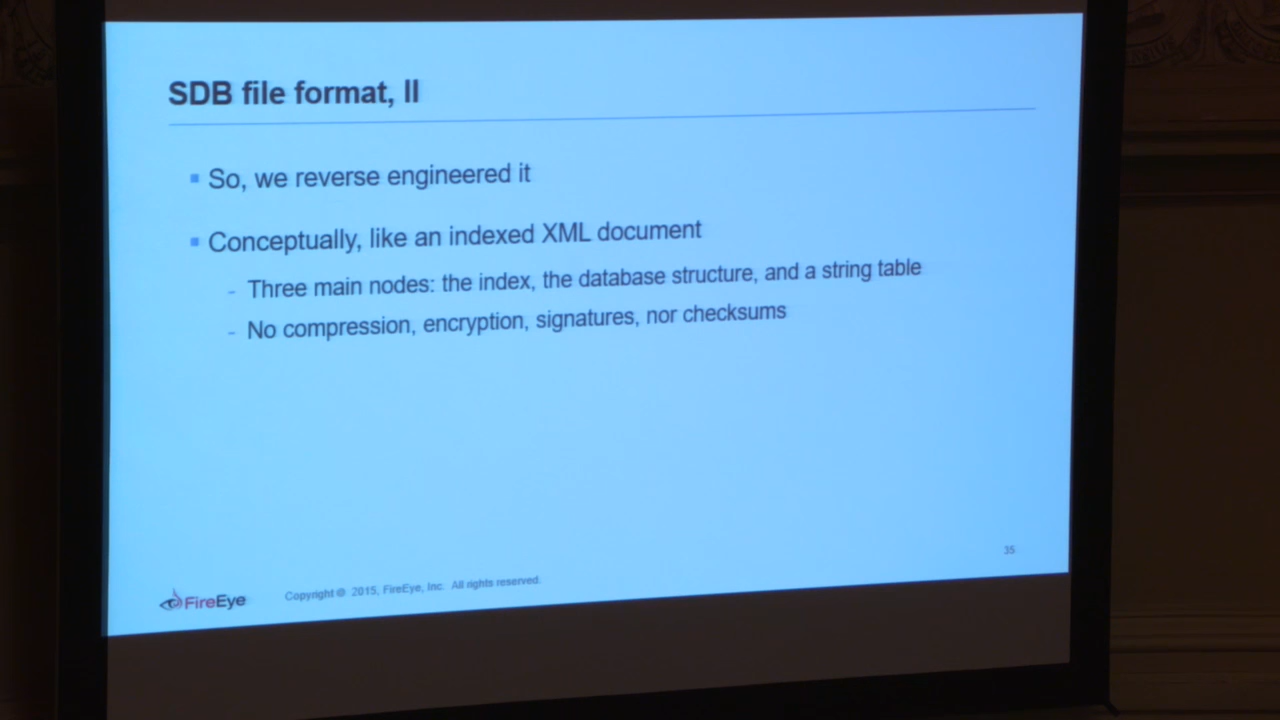 SDB file format, II
▪ So, we reverse engineered it
▪ Conceptually, like an indexed XML document
- Three main nodes: the index, the database structure, and a string table
- No compression, encryption, signatures, nor checksums
35
FireEye
Copyright © 2015, FireEye, Inc. All rights reserved.